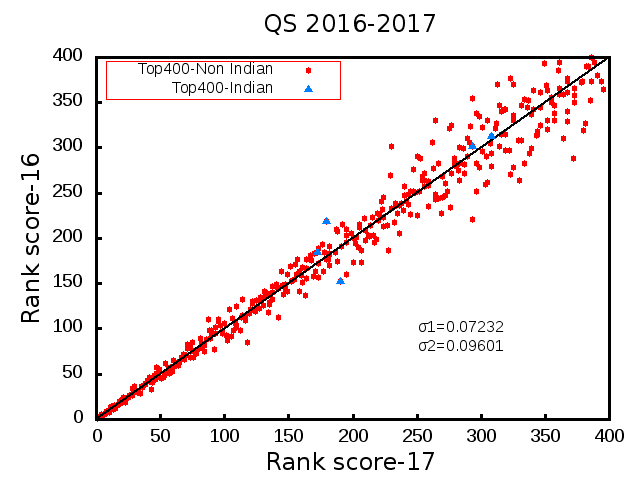 QS 2016-2017
Top400-Non Indian
Top400-Indian
400
350
300
250
200
150
100
50
0
Rank score-16
σ1=0.07232
σ2=0.09601
0 50 100 150 200 250 300 350 400
Rank score-17